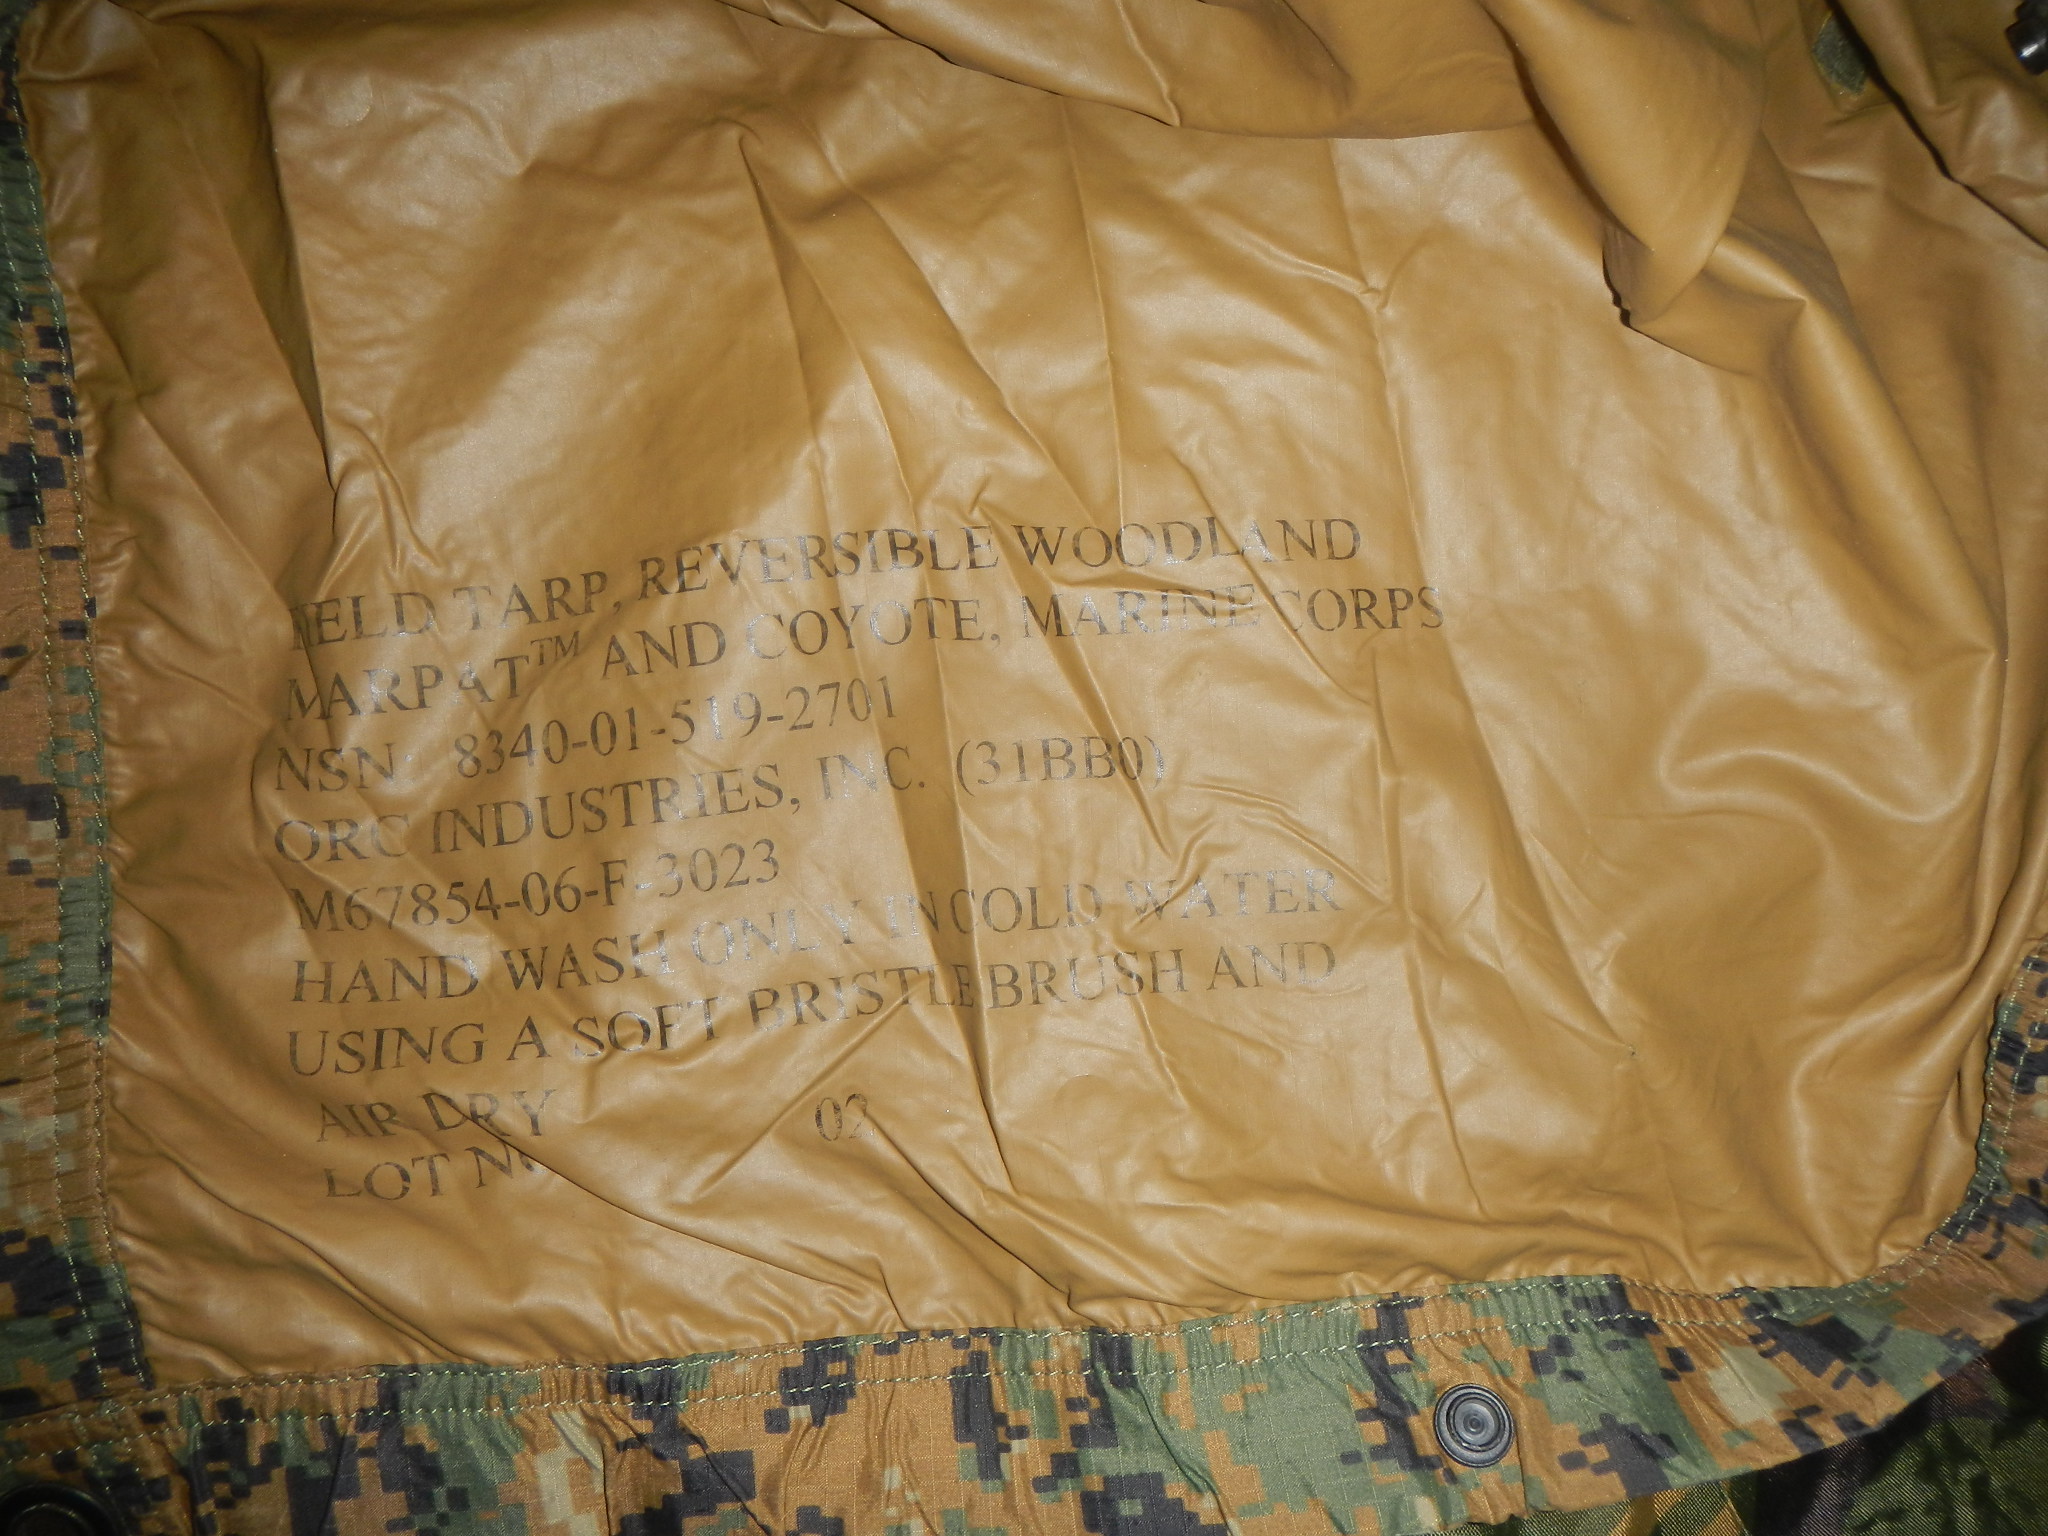 FIELD TARP, REVERSIBLE WOODLAND
MARPAT™ AND COYOTE, MARINE CORPS
NSN: 8340-01-519-2701
ORC INDUSTRIES, INC. (31BB0)
M67854-06-F-3023
HAND WASH ONLY IN COLD WATER
USING A SOFT BRISTLE BRUSH AND
AIR DRY
LOT NO 02